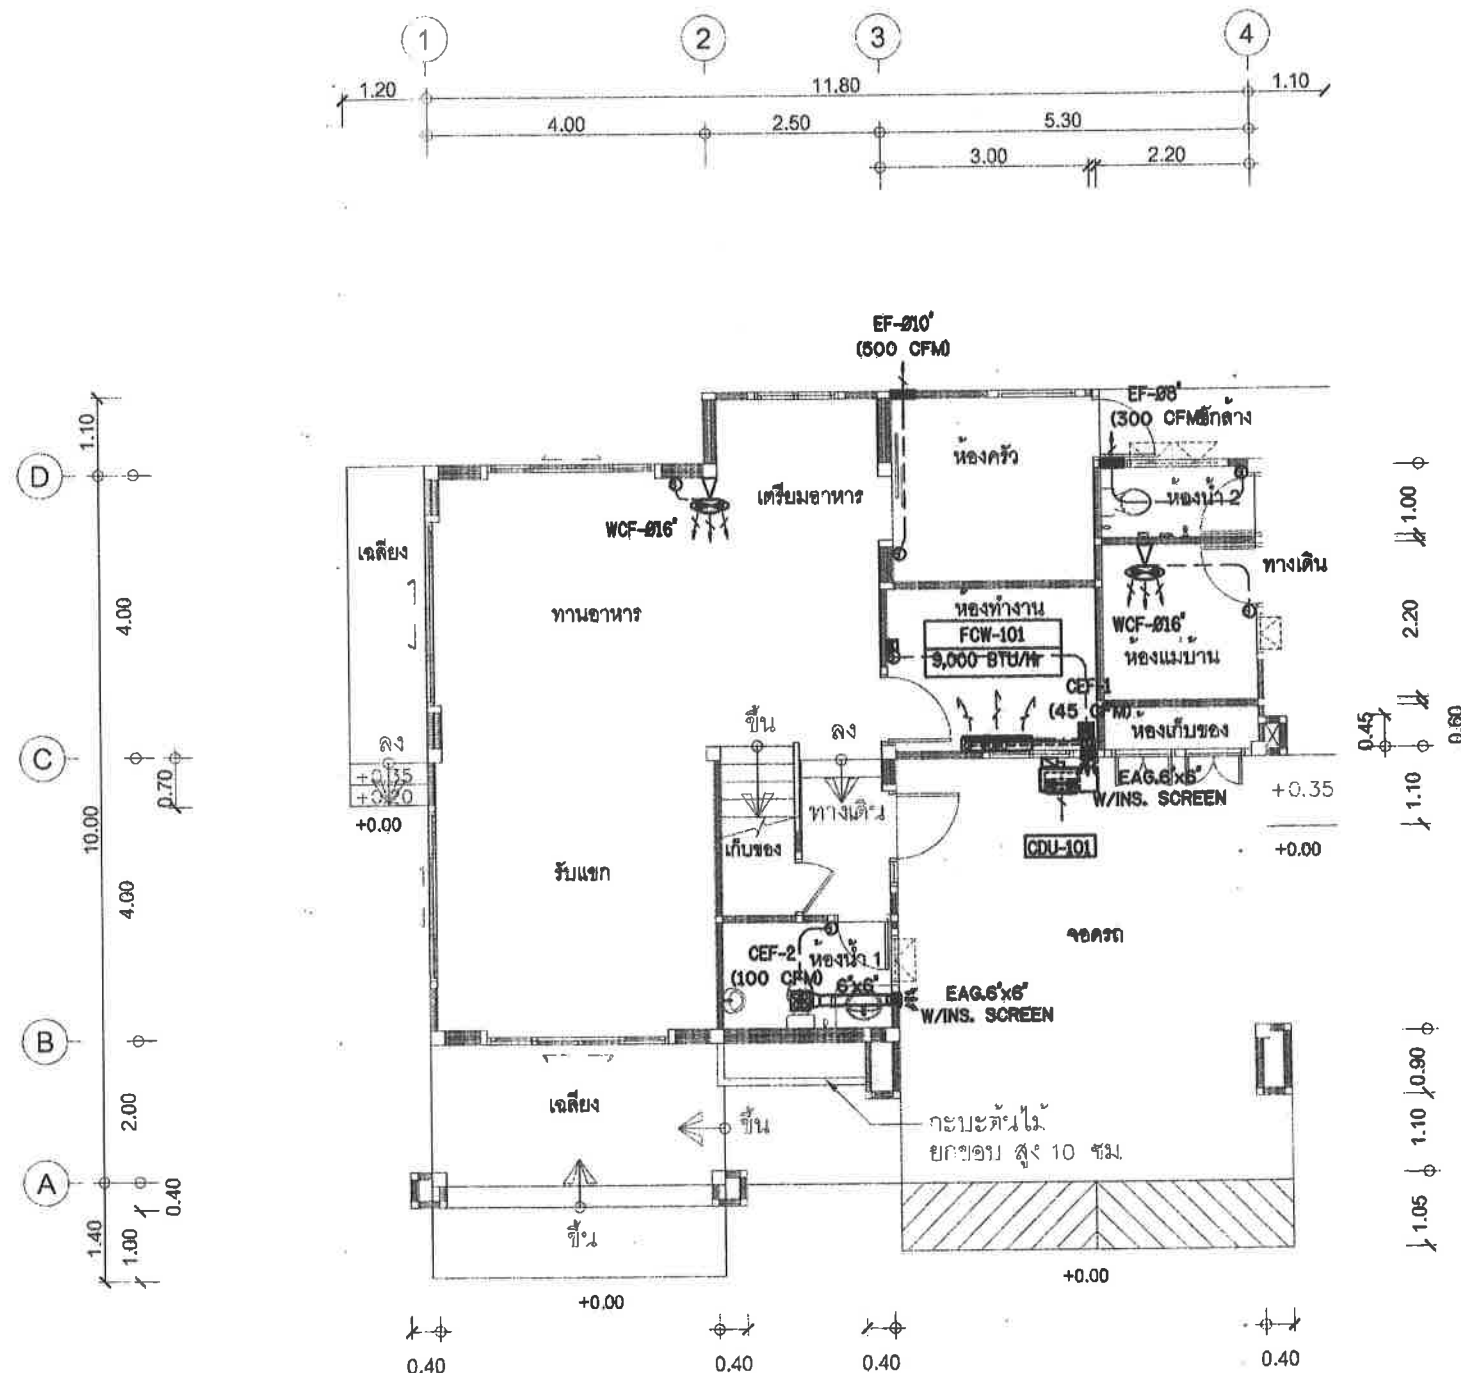 1
2
3
4
1.20
11.80
1.10
4.00
2.50
5.30
3.00
2.20
EF-Ø10"
(500 CFM)
EF-Ø8"
(300 CFM)
ซักล้าง
ห้องครัว
1.10
D
เตรียมอาหาร
ห้องน้ำ 2
1.00
WCF-Ø16"
เฉลียง
ทางเดิน
4.00
ทานอาหาร
ห้องทำงาน
FCW-101
9,000 BTU/Hr
WCF-Ø16"
ห้องแม่บ้าน
2.20
CEF-1
(45 CFM)
ขึ้น
ลง
ห้องเก็บของ
0.45
0.60
C
ลง
+0.35
+0.20
+0.00
0.70
EAG.6"x6"
W/INS. SCREEN
+0.35
1.10
ทางเดิน
10.00
เก็บของ
CDU-101
+0.00
4.00
รับแขก
จอดรถ
CEF-2
(100 CFM)
ห้องน้ำ 1
6"x6"
EAG.6"x6"
W/INS. SCREEN
B
0.90
2.00
เฉลียง
ขึ้น
กะบะต้นไม้
ยกขอบ สูง 10 ซม.
1.10
A
0.40
1.40
1.00
ขึ้น
1.05
+0.00
+0.00
0.40
0.40
0.40
0.40